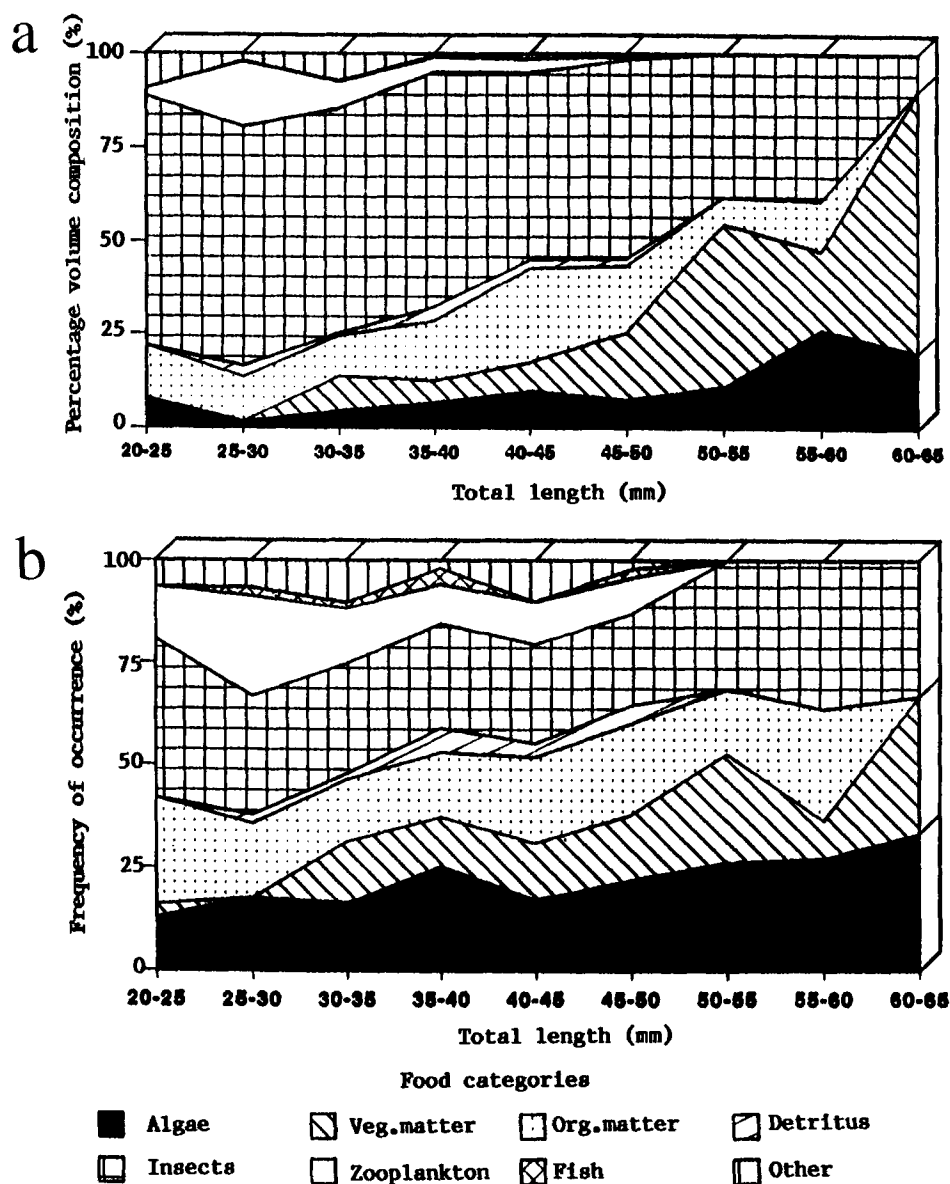 a
Percentage volume composition (%)
100
75
50
25
0
20-25 25-30 30-35 35-40 40-45 45-50 50-55 55-60 60-65
Total length (mm)
b
Frequency of occurrence (%)
100
75
50
25
0
20-25 25-30 30-35 35-40 40-45 45-50 50-55 55-60 60-65
Total length (mm)
Food categories
Algae Veg.matter Org.matter Detritus
Insects Zooplankton Fish Other